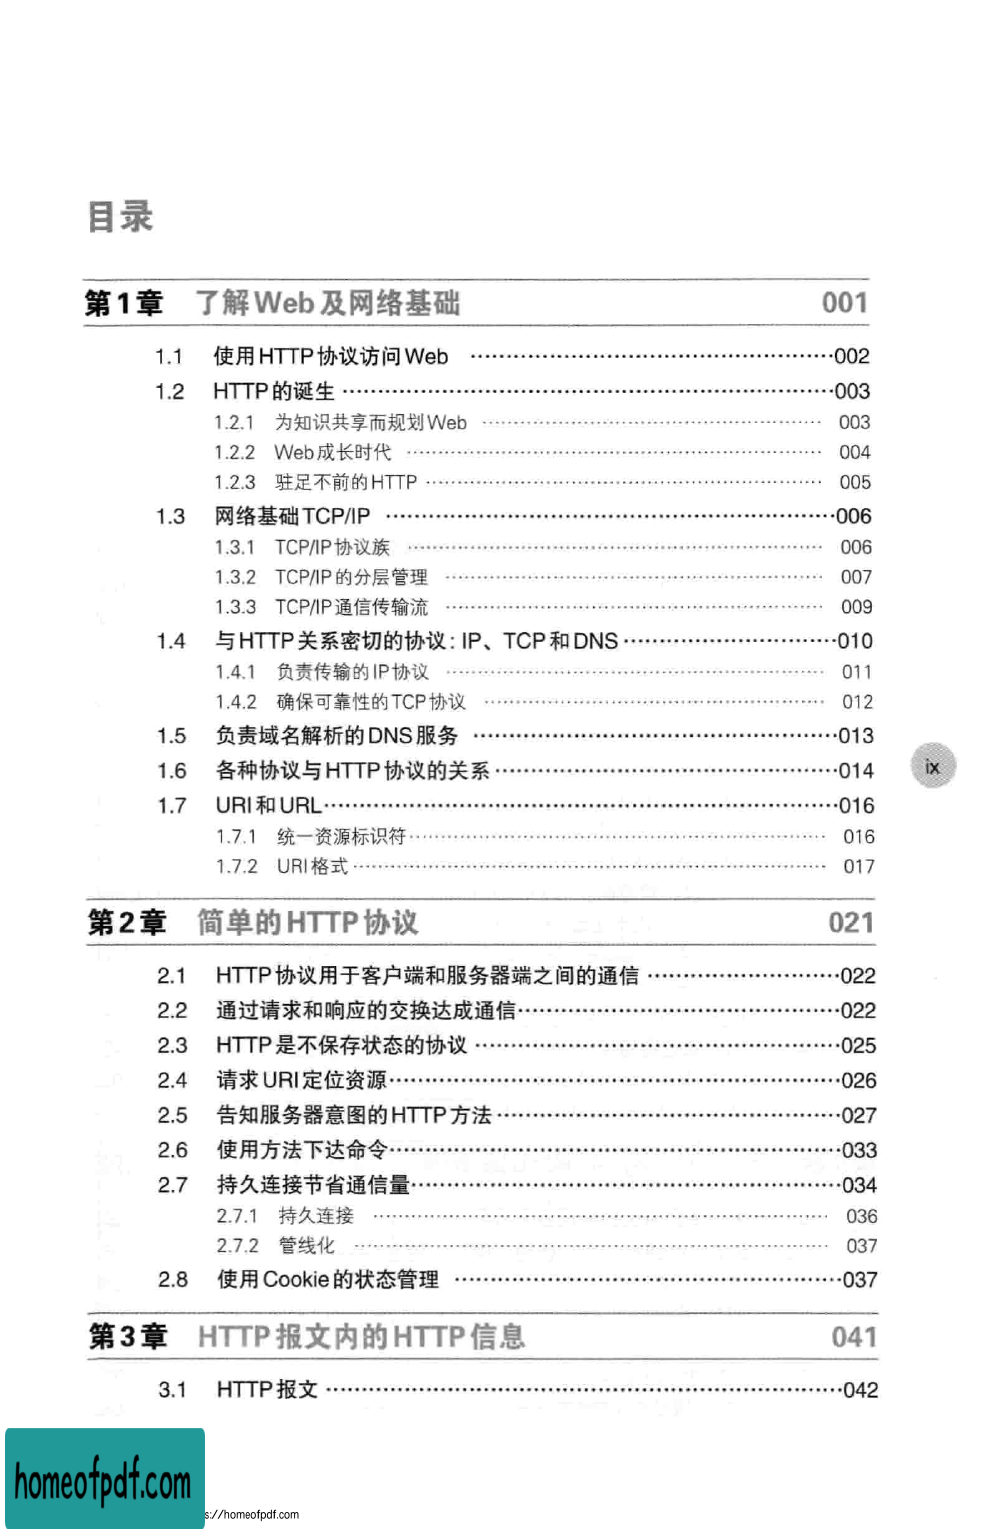 目录
第1章 了解Web及网络基础 001
1.1 使用HTTP协议访问Web ……002
1.2 HTTP的诞生 ……003
1.2.1 为知识共享而规划Web …… 003
1.2.2 Web成长时代 …… 004
1.2.3 驻足不前的HTTP …… 005
1.3 网络基础TCP/IP ……006
1.3.1 TCP/IP协议族 …… 006
1.3.2 TCP/IP的分层管理 …… 007
1.3.3 TCP/IP通信传输流 …… 009
1.4 与HTTP关系密切的协议：IP、TCP和DNS ……010
1.4.1 负责传输的IP协议 …… 011
1.4.2 确保可靠性的TCP协议 …… 012
1.5 负责域名解析的DNS服务 ……013
1.6 各种协议与HTTP协议的关系 ……014
ix
1.7 URI和URL ……016
1.7.1 统一资源标识符 …… 016
1.7.2 URI格式 …… 017
第2章 简单的HTTP协议 021
2.1 HTTP协议用于客户端和服务器端之间的通信 ……022
2.2 通过请求和响应的交换达成通信 ……022
2.3 HTTP是不保存状态的协议 ……025
2.4 请求URI定位资源 ……026
2.5 告知服务器意图的HTTP方法 ……027
2.6 使用方法下达命令 ……033
2.7 持久连接节省通信量 ……034
2.7.1 持久连接 …… 036
2.7.2 管线化 …… 037
2.8 使用Cookie的状态管理 ……037
第3章 HTTP报文内的HTTP信息 041
3.1 HTTP报文 ……042
homeofpdf.com
s://homeofpdf.com